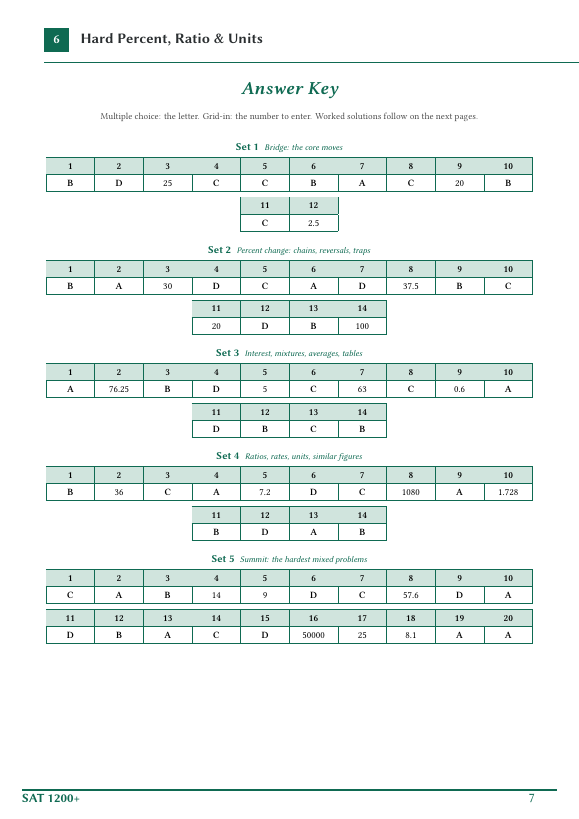 6 Hard Percent, Ratio & Units
Answer Key
Multiple choice: the letter. Grid-in: the number to enter. Worked solutions follow on the next pages.
Set 1 Bridge: the core moves
1 2 3 4 5 6 7 8 9 10
B D 25 C C B A C 20 B
11 12
C 2.5
Set 2 Percent change: chains, reversals, traps
1 2 3 4 5 6 7 8 9 10
B A 30 D C A D 37.5 B C
11 12 13 14
20 D B 100
Set 3 Interest, mixtures, averages, tables
1 2 3 4 5 6 7 8 9 10
A 76.25 B D 5 C 63 C 0.6 A
11 12 13 14
D B C B
Set 4 Ratios, rates, units, similar figures
1 2 3 4 5 6 7 8 9 10
B 36 C A 7.2 D C 1080 A 1.728
11 12 13 14
B D A B
Set 5 Summit: the hardest mixed problems
1 2 3 4 5 6 7 8 9 10
C A B 14 9 D C 57.6 D A
11 12 13 14 15 16 17 18 19 20
D B A C D 50000 25 8.1 A A
SAT 1200+ 7